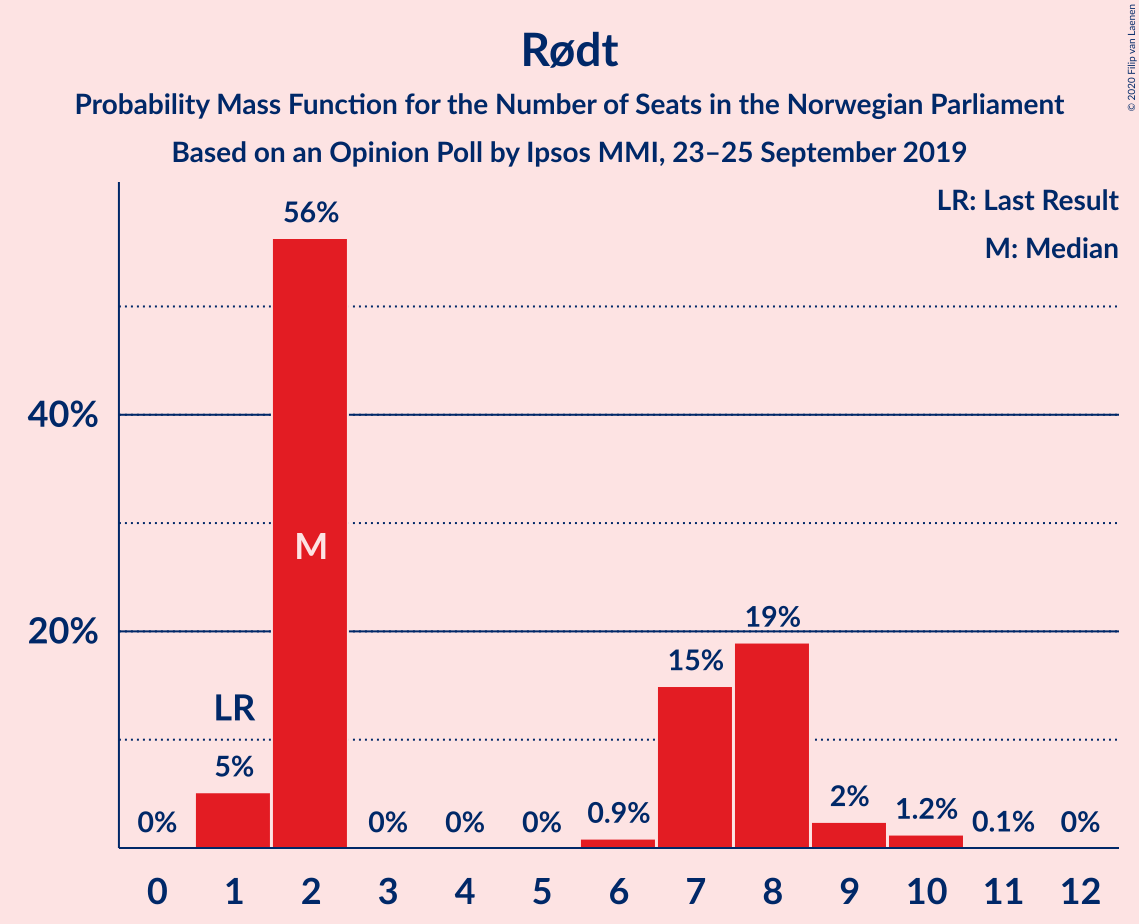 Rødt
Probability Mass Function for the Number of Seats in the Norwegian Parliament
Based on an Opinion Poll by Ipsos MMI, 23–25 September 2019
© 2020 Filip van Laenen
LR: Last Result
M: Median
56%
40%
M
20%
19%
15%
LR
5%
0%
0%
0%
0%
0.9%
2%
1.2%
0.1%
0%
0 1 2 3 4 5 6 7 8 9 10 11 12